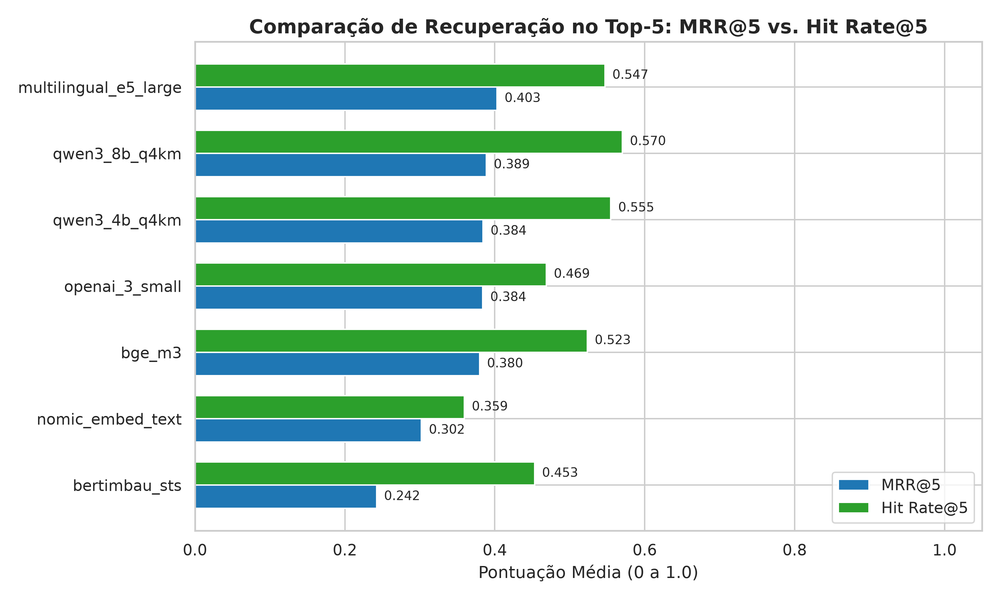 Comparação de Recuperação no Top-5: MRR@5 vs. Hit Rate@5
multilingual_e5_large
0.547
0.403
qwen3_8b_q4km
0.570
0.389
qwen3_4b_q4km
0.555
0.384
openai_3_small
0.469
0.384
bge_m3
0.523
0.380
nomic_embed_text
0.359
0.302
bertimbau_sts
0.453
0.242
MRR@5
Hit Rate@5
0.0 0.2 0.4 0.6 0.8 1.0
Pontuação Média (0 a 1.0)